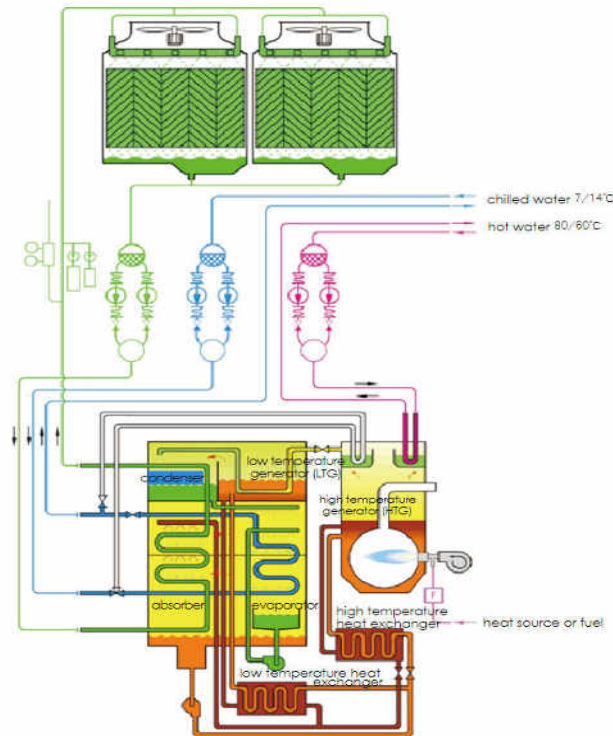 chilled water 7/14°C
hot water 80/60°C
low temperature
generator (LTG)
condenser
high temperature
generator (HTG)
F
absorber
evaporator
high temperature
heat exchanger
heat source or fuel
low temperature heat
exchanger